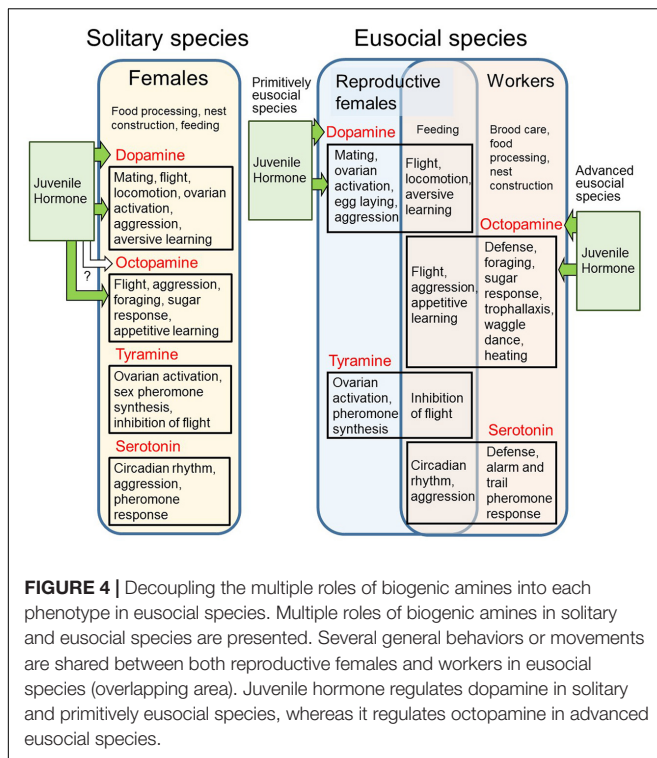 Solitary species
Females
Food processing, nest
construction, feeding
Juvenile
Hormone
?
Dopamine
Mating, flight,
locomotion, ovarian
activation,
aggression,
aversive learning
Octopamine
Flight, aggression,
foraging, sugar
response,
appetitive learning
Tyramine
Ovarian activation,
sex pheromone
synthesis,
inhibition of flight
Serotonin
Circadian rhythm,
aggression,
pheromone
response
Eusocial species
Primitively
eusocial
species
Juvenile
Hormone
Reproductive
females
Workers
Feeding
Brood care,
food
processing,
nest
construction
Dopamine
Mating,
ovarian
activation,
egg laying,
aggression
Flight,
locomotion,
aversive
learning
Advanced
eusocial
species
Juvenile
Hormone
Octopamine
Flight,
aggression,
appetitive
learning
Defense,
foraging,
sugar
response,
trophallaxis,
waggle
dance,
heating
Tyramine
Ovarian
activation,
pheromone
synthesis
Inhibition
of flight
Serotonin
Circadian
rhythm,
aggression
Defense,
alarm and
trail
pheromone
response
FIGURE 4 | Decoupling the multiple roles of biogenic amines into each
phenotype in eusocial species. Multiple roles of biogenic amines in solitary
and eusocial species are presented. Several general behaviors or movements
are shared between both reproductive females and workers in eusocial
species (overlapping area). Juvenile hormone regulates dopamine in solitary
and primitively eusocial species, whereas it regulates octopamine in advanced
eusocial species.